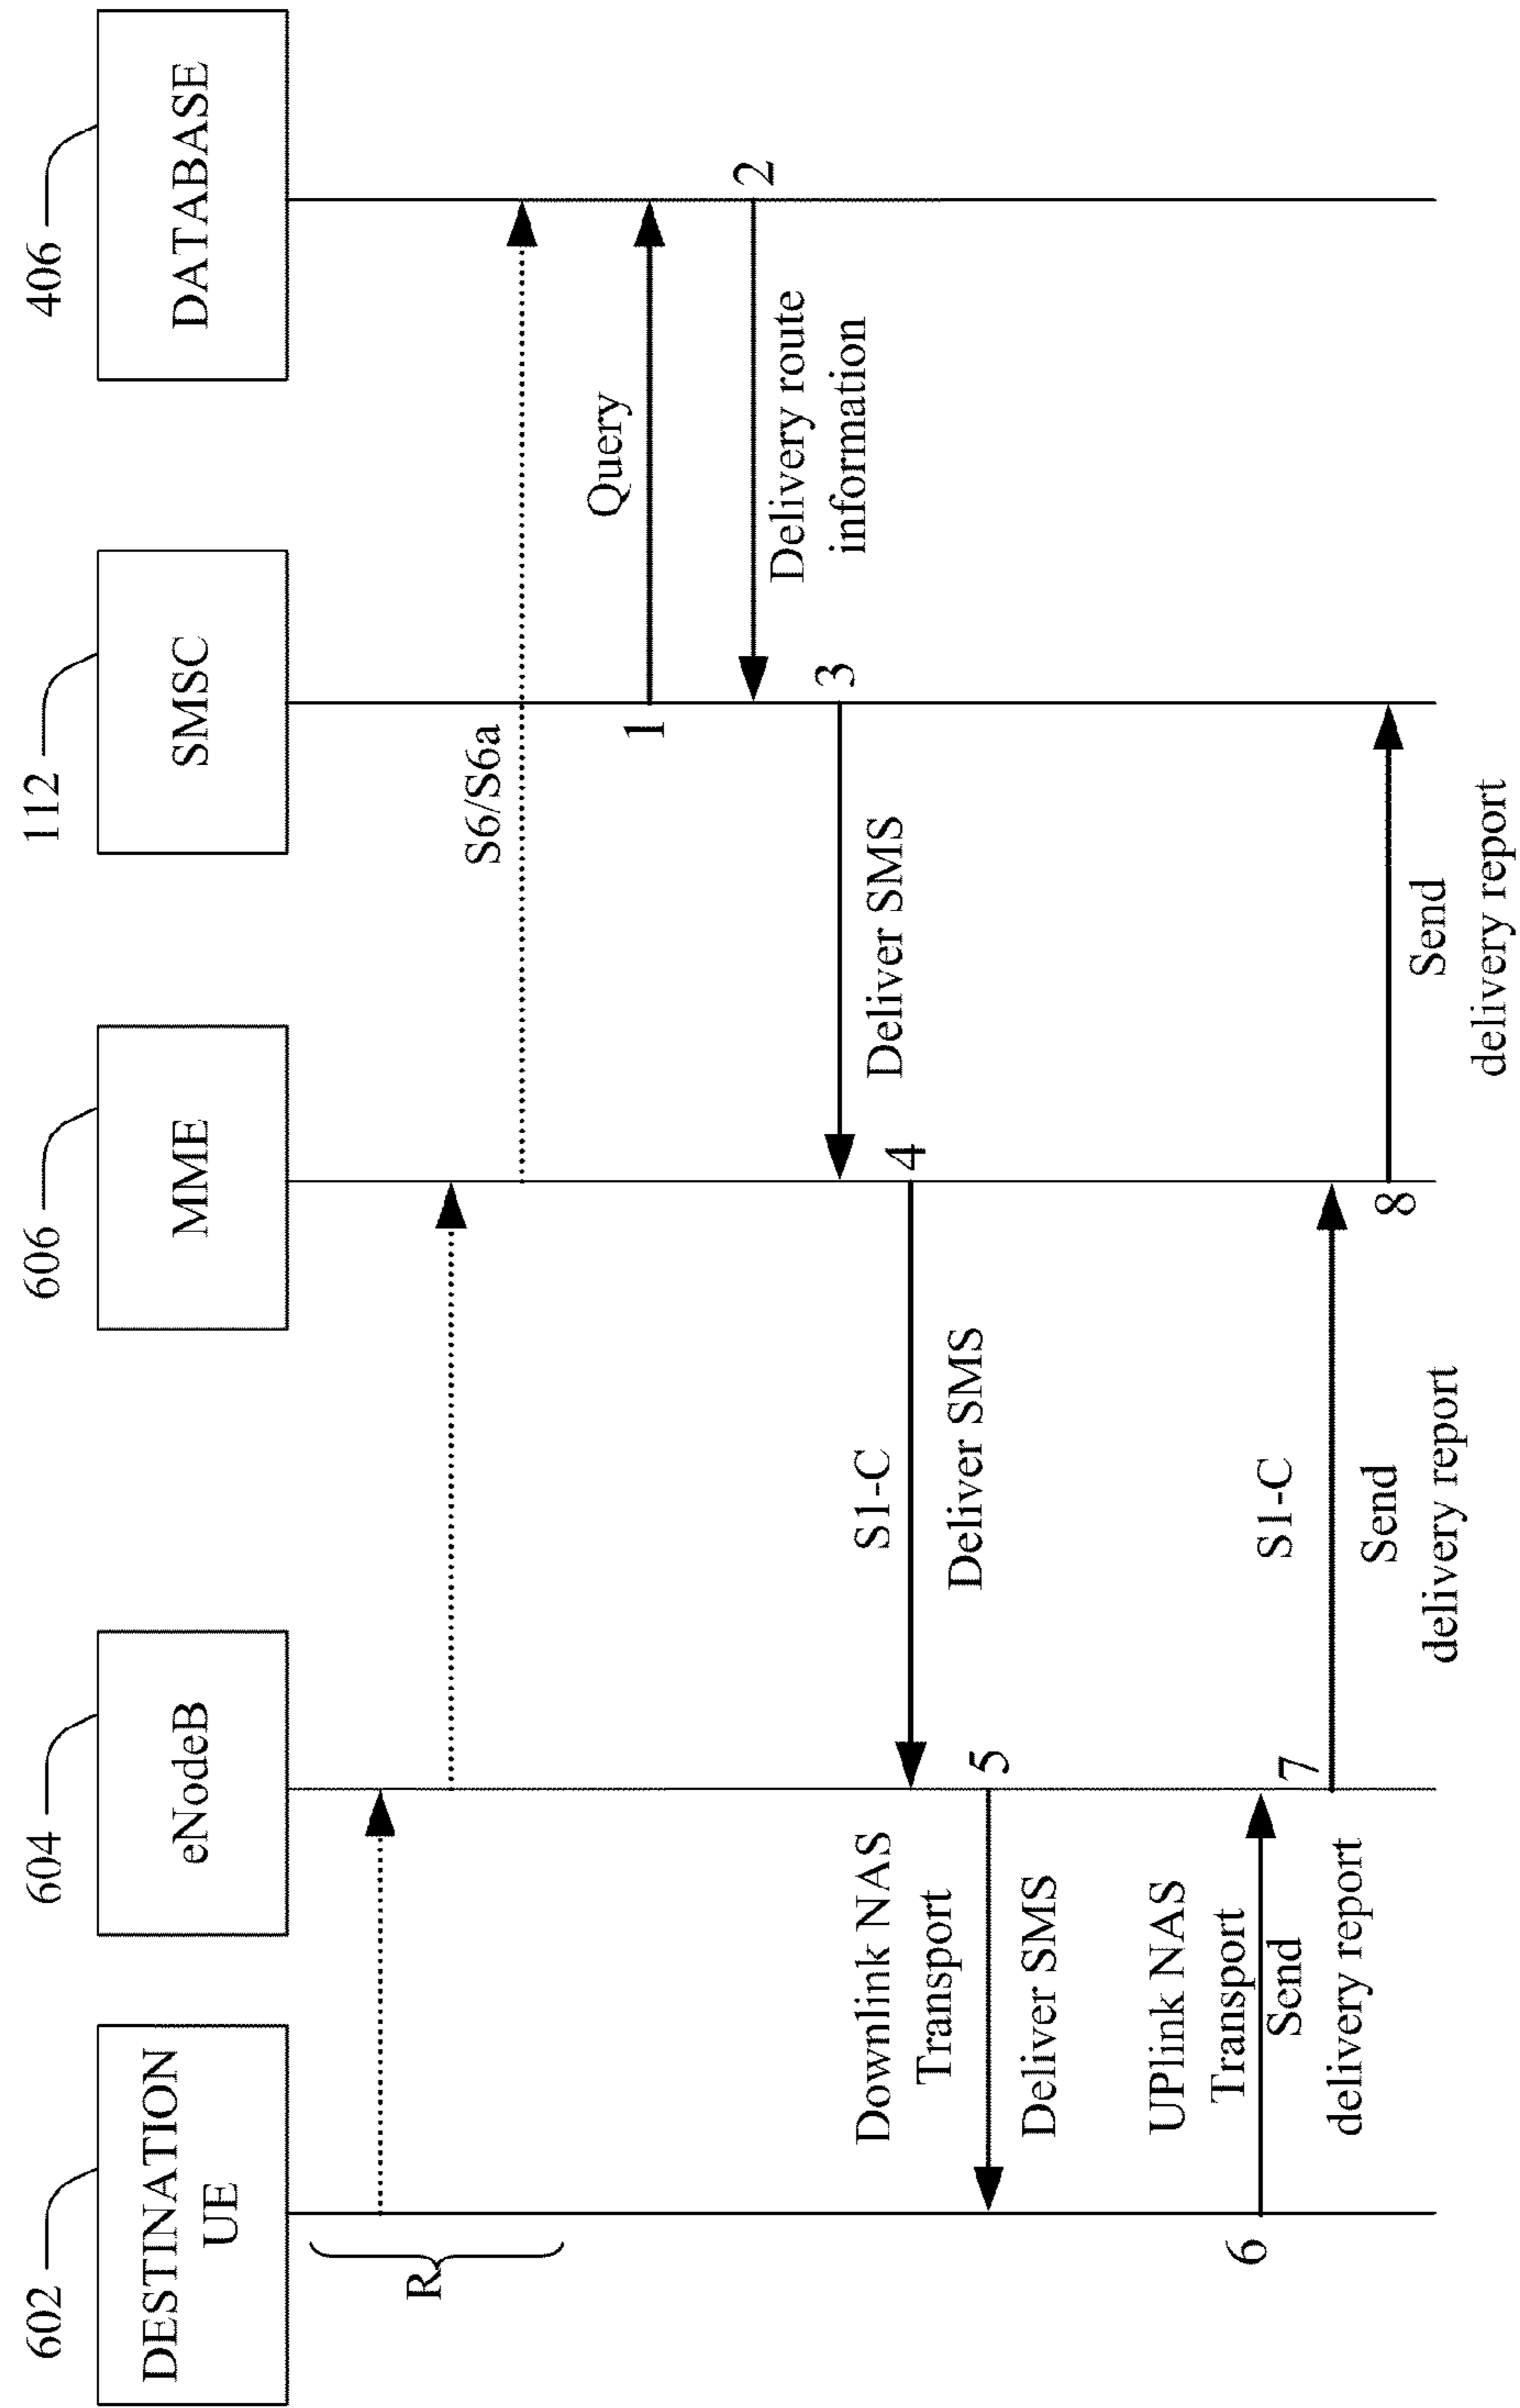 602
604
606
112
406
DESTINATION
UE
eNodeB
MME
SMSC
DATABASE
R
S6/S6a
1
Query
2
Delivery route
information
3
Deliver SMS
4
S1-C
Deliver SMS
5
Downlink NAS
Transport
Deliver SMS
6
UPlink NAS
Transport
Send
delivery report
7
S1-C
Send
delivery report
8
Send
delivery report